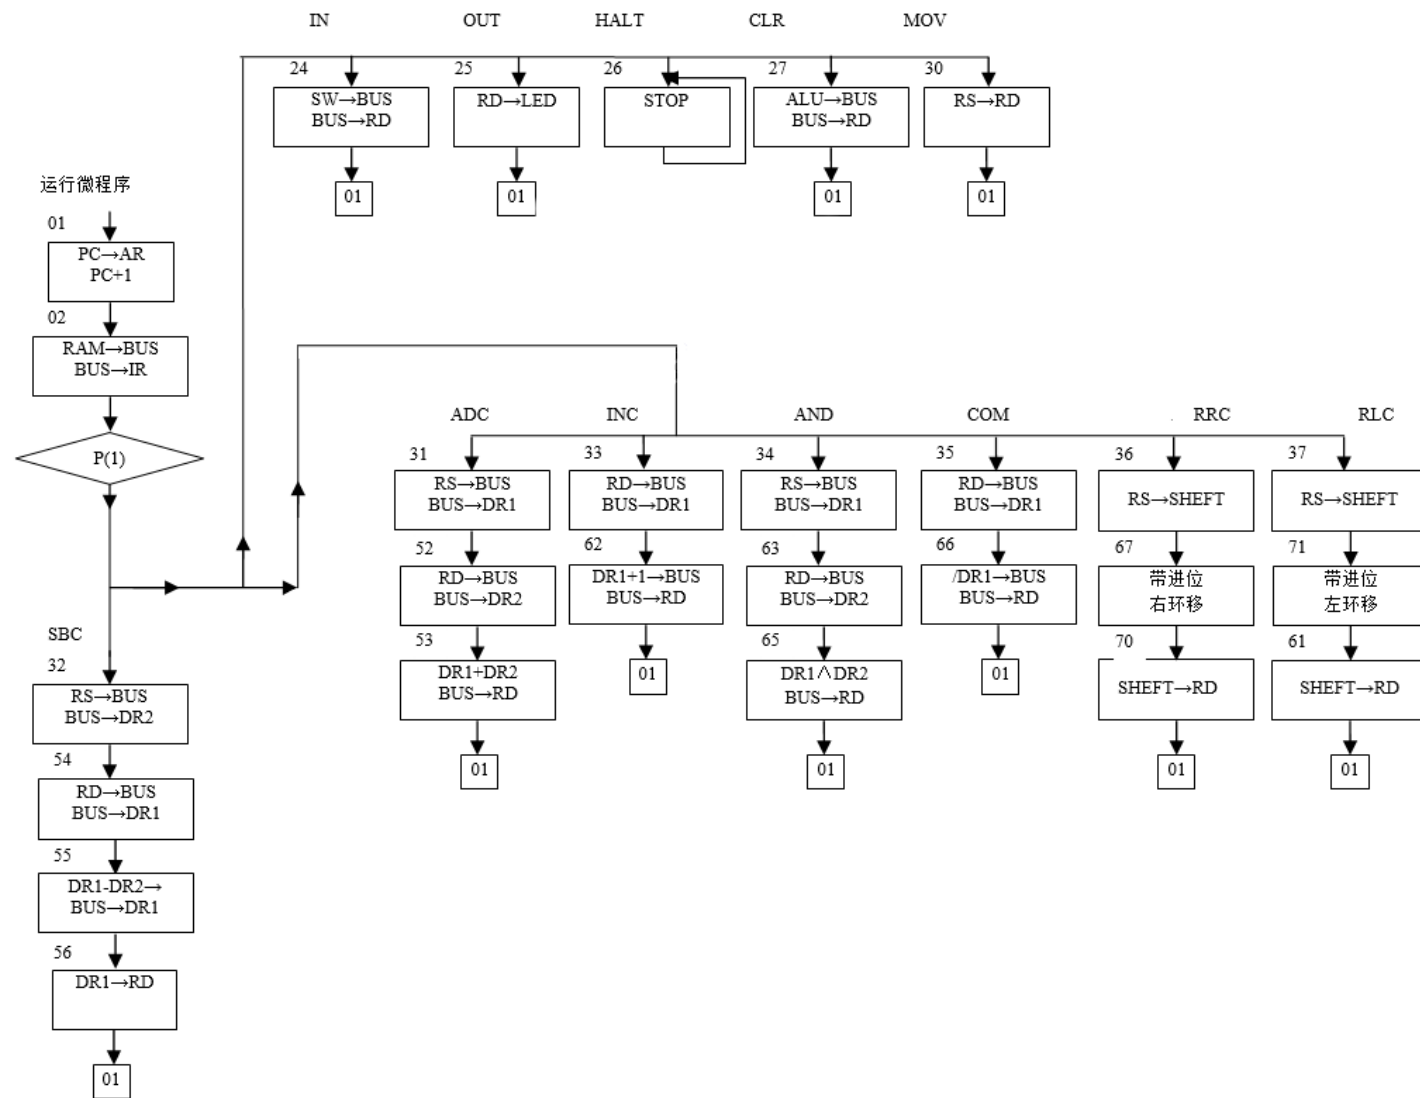 IN OUT HALT CLR MOV
24 25 26 27 30
SW→BUS RD→LED STOP ALU→BUS RS→RD
BUS→RD BUS→RD
01 01 01 01
运行微程序
01
PC→AR
PC+1
02
RAM→BUS
BUS→IR
P(1)
ADC INC AND COM RRC RLC
31 33 34 35 36 37
RS→BUS RD→BUS RS→BUS RD→BUS RS→SHEFT RS→SHEFT
BUS→DR1 BUS→DR1 BUS→DR1 BUS→DR1
52 62 63 66 67 71
RD→BUS DR1+1→BUS RD→BUS /DR1→BUS 带进位 带进位
BUS→DR2 BUS→RD BUS→DR2 BUS→RD 右环移 左环移
53 65 70 61
DR1+DR2 01 DR1∧DR2 01 SHEFT→RD SHEFT→RD
BUS→RD BUS→RD
01 01 01 01
SBC
32
RS→BUS
BUS→DR2
54
RD→BUS
BUS→DR1
55
DR1-DR2→
BUS→DR1
56
DR1→RD
01